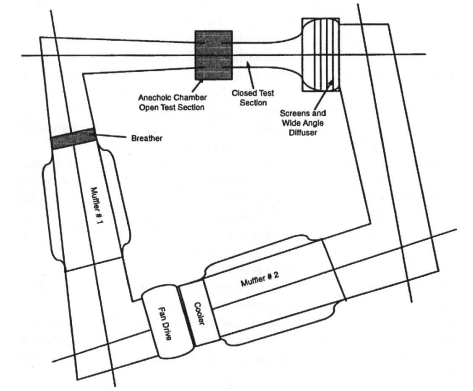 Anechoic Chamber
Open Test Section
Closed Test
Section
Screens and
Wide Angle
Diffuser
Breather
Muffler # 1
Muffler # 2
Cooler
Fan Drive